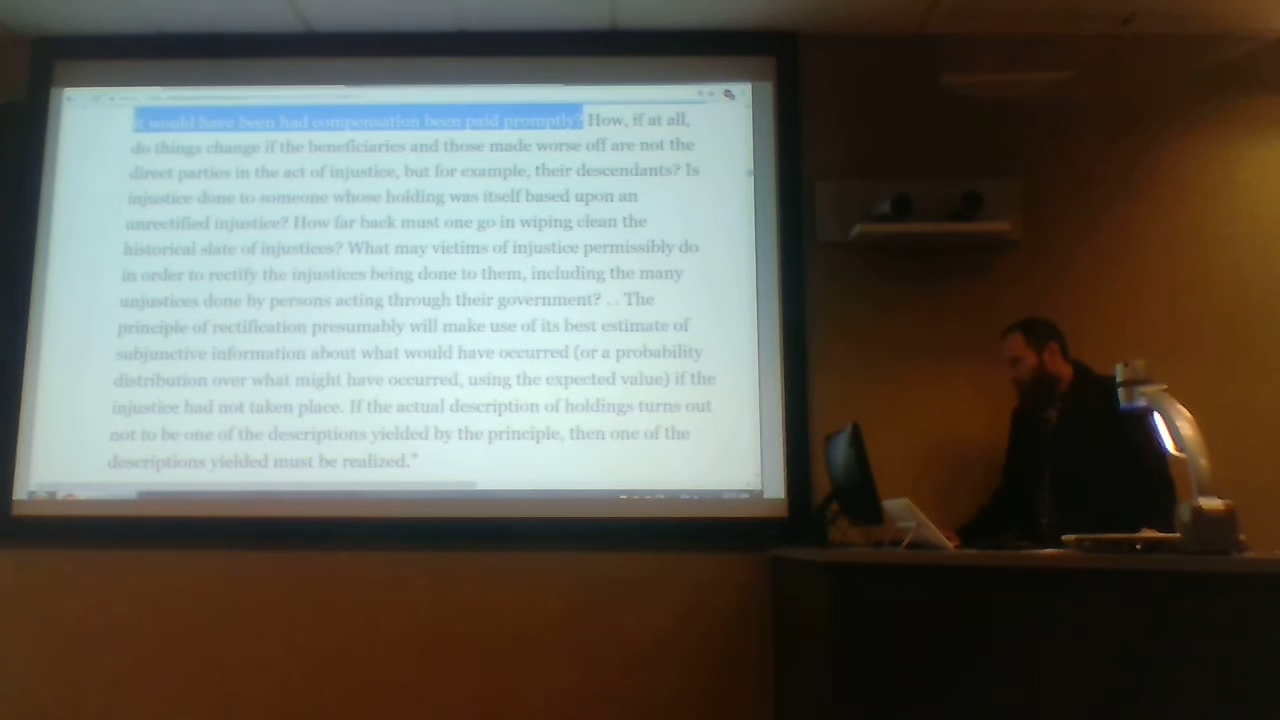 would have been had compensation been paid promptly? How, if at all,
do things change if the beneficiaries and those made worse off are not the
direct parties in the act of injustice, but for example, their descendants? Is
injustice done to someone whose holding was itself based upon an
unrectified injustice? How far back must one go in wiping clean the
historical slate of injustices? What may victims of injustice permissibly do
in order to rectify the injustices being done to them, including the many
unjustices done by persons acting through their government? . . The
principle of rectification presumably will make use of its best estimate of
subjunctive information about what would have occurred (or a probability
distribution over what might have occurred, using the expected value) if the
injustice had not taken place. If the actual description of holdings turns out
not to be one of the descriptions yielded by the principle, then one of the
descriptions yielded must be realized."